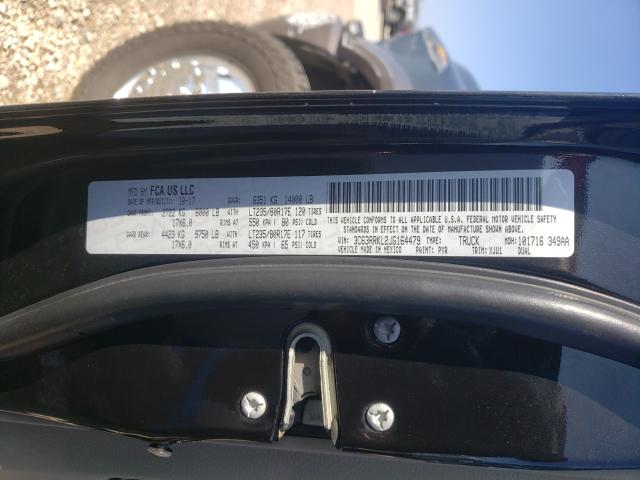 MFD BY FCA US LLC
DATE OF MFR(BUILT): 10-17 GVWR: 6351 KG 14000 LB
GAWR FRONT: 2722 KG 6000 LB LT235/80R17E 120 TIRES
17X6.0 RIMS AT 550 KPA ( 80 PSI) COLD
GAWR REAR: 4423 KG 9750 LB LT235/80R17E 117 TIRES
17X6.0 RIMS AT 450 KPA ( 65 PSI) COLD
THIS VEHICLE CONFORMS TO ALL APPLICABLE U.S.A. FEDERAL MOTOR VEHICLE SAFETY
STANDARDS IN EFFECT ON THE DATE OF MANUFACTURE SHOWN ABOVE.
VIN: 3C63RRKL2JG164479 TYPE: TRUCK MDH:101716 349AA
VEHICLE MADE IN MEXICO PAINT: PXR TRIM:XJU1 DUAL